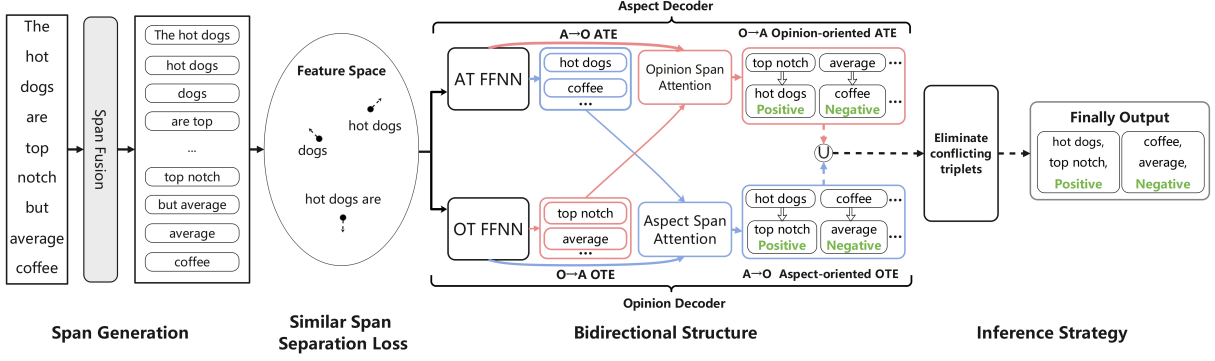 The
hot
dogs
are
top
notch
but
average
coffee
Span Fusion
The hot dogs
hot dogs
dogs
are top
...
top notch
but average
average
coffee
Feature Space
hot dogs
dogs
hot dogs are
Aspect Decoder
A→O ATE
O→A Opinion-oriented ATE
AT FFNN
hot dogs
coffee
...
Opinion Span
Attention
top notch
average
...
hot dogs
Positive
coffee
Negative
...
U
OT FFNN
top notch
average
...
Aspect Span
Attention
hot dogs
coffee
...
top notch
Positive
average
Negative
...
O→A OTE
A→O Aspect-oriented OTE
Opinion Decoder
Eliminate
conflicting
triplets
Finally Output
hot dogs,
top notch,
Positive
coffee,
average,
Negative
Span Generation
Similar Span
Separation Loss
Bidirectional Structure
Inference Strategy